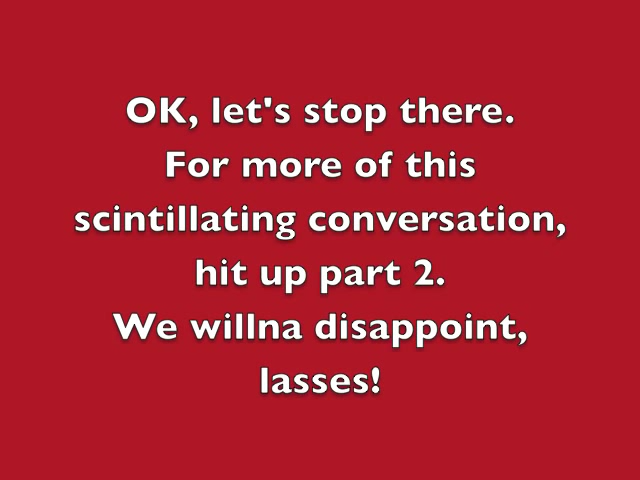 OK, let's stop there.
For more of this
scintillating conversation,
hit up part 2.
We willna disappoint,
lasses!